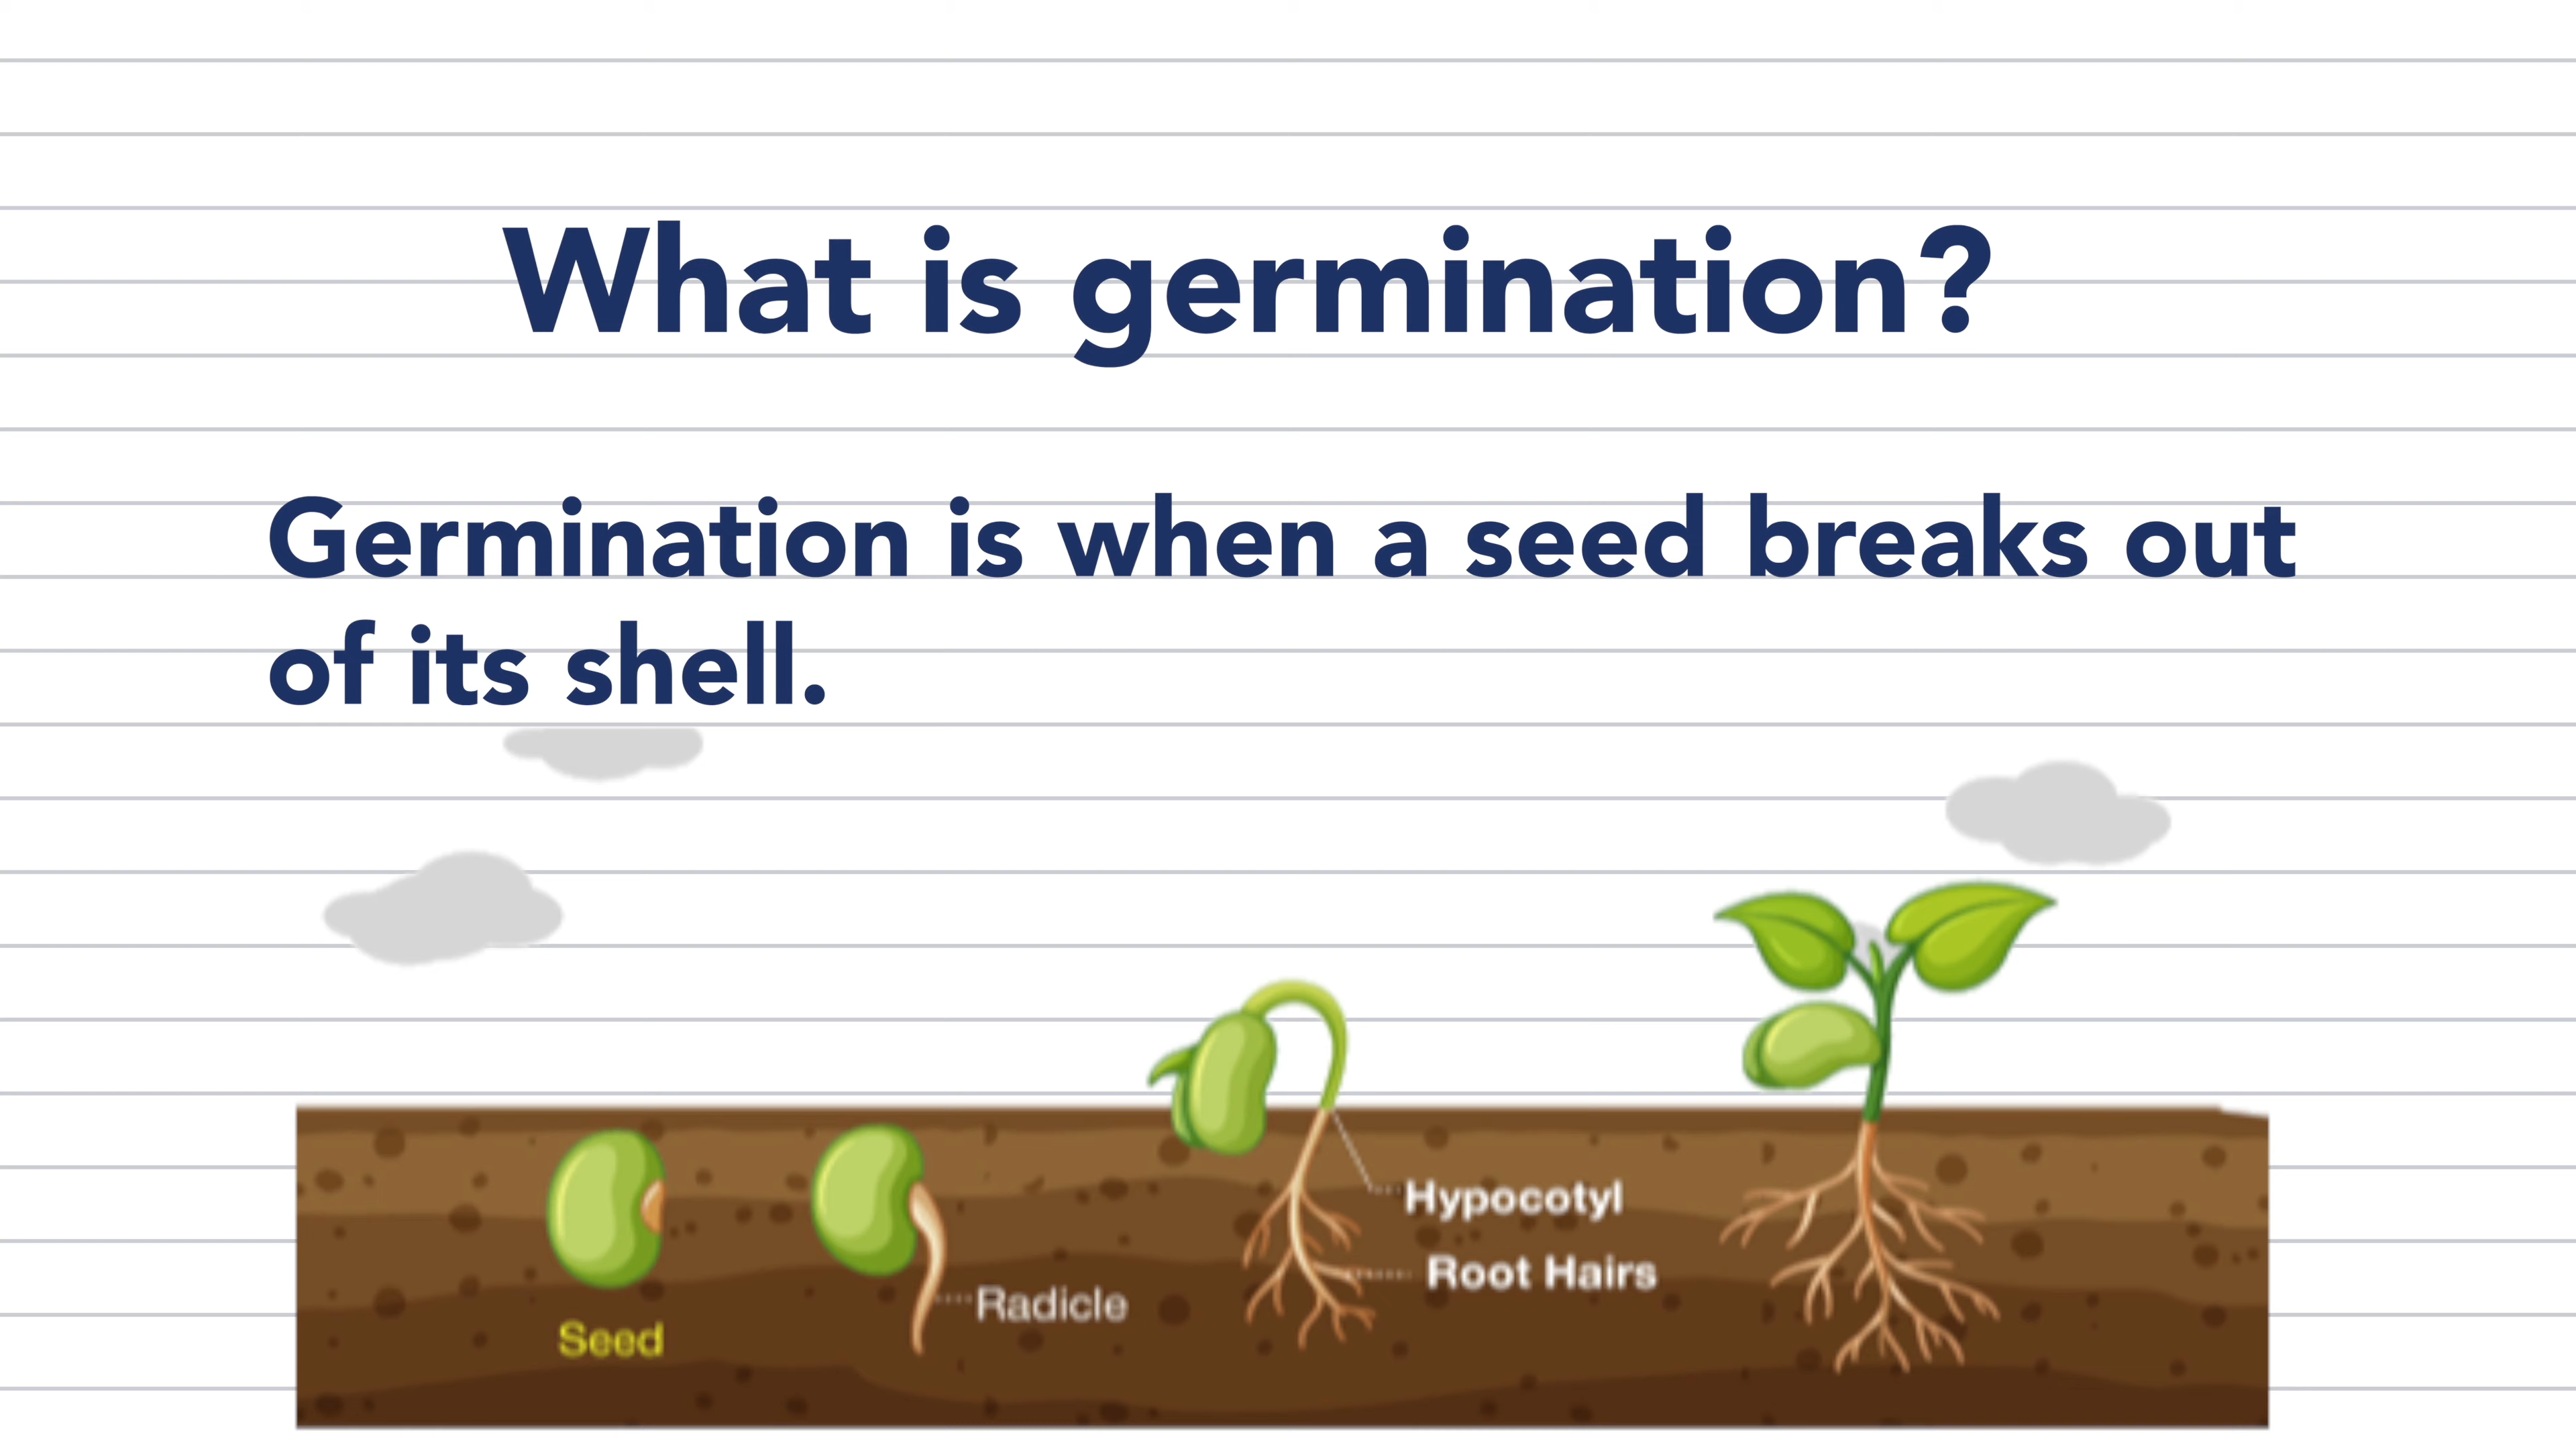 What is germination?
Germination is when a seed breaks out
of its shell.
Hypocotyl
Root Hairs
Radicle
Seed